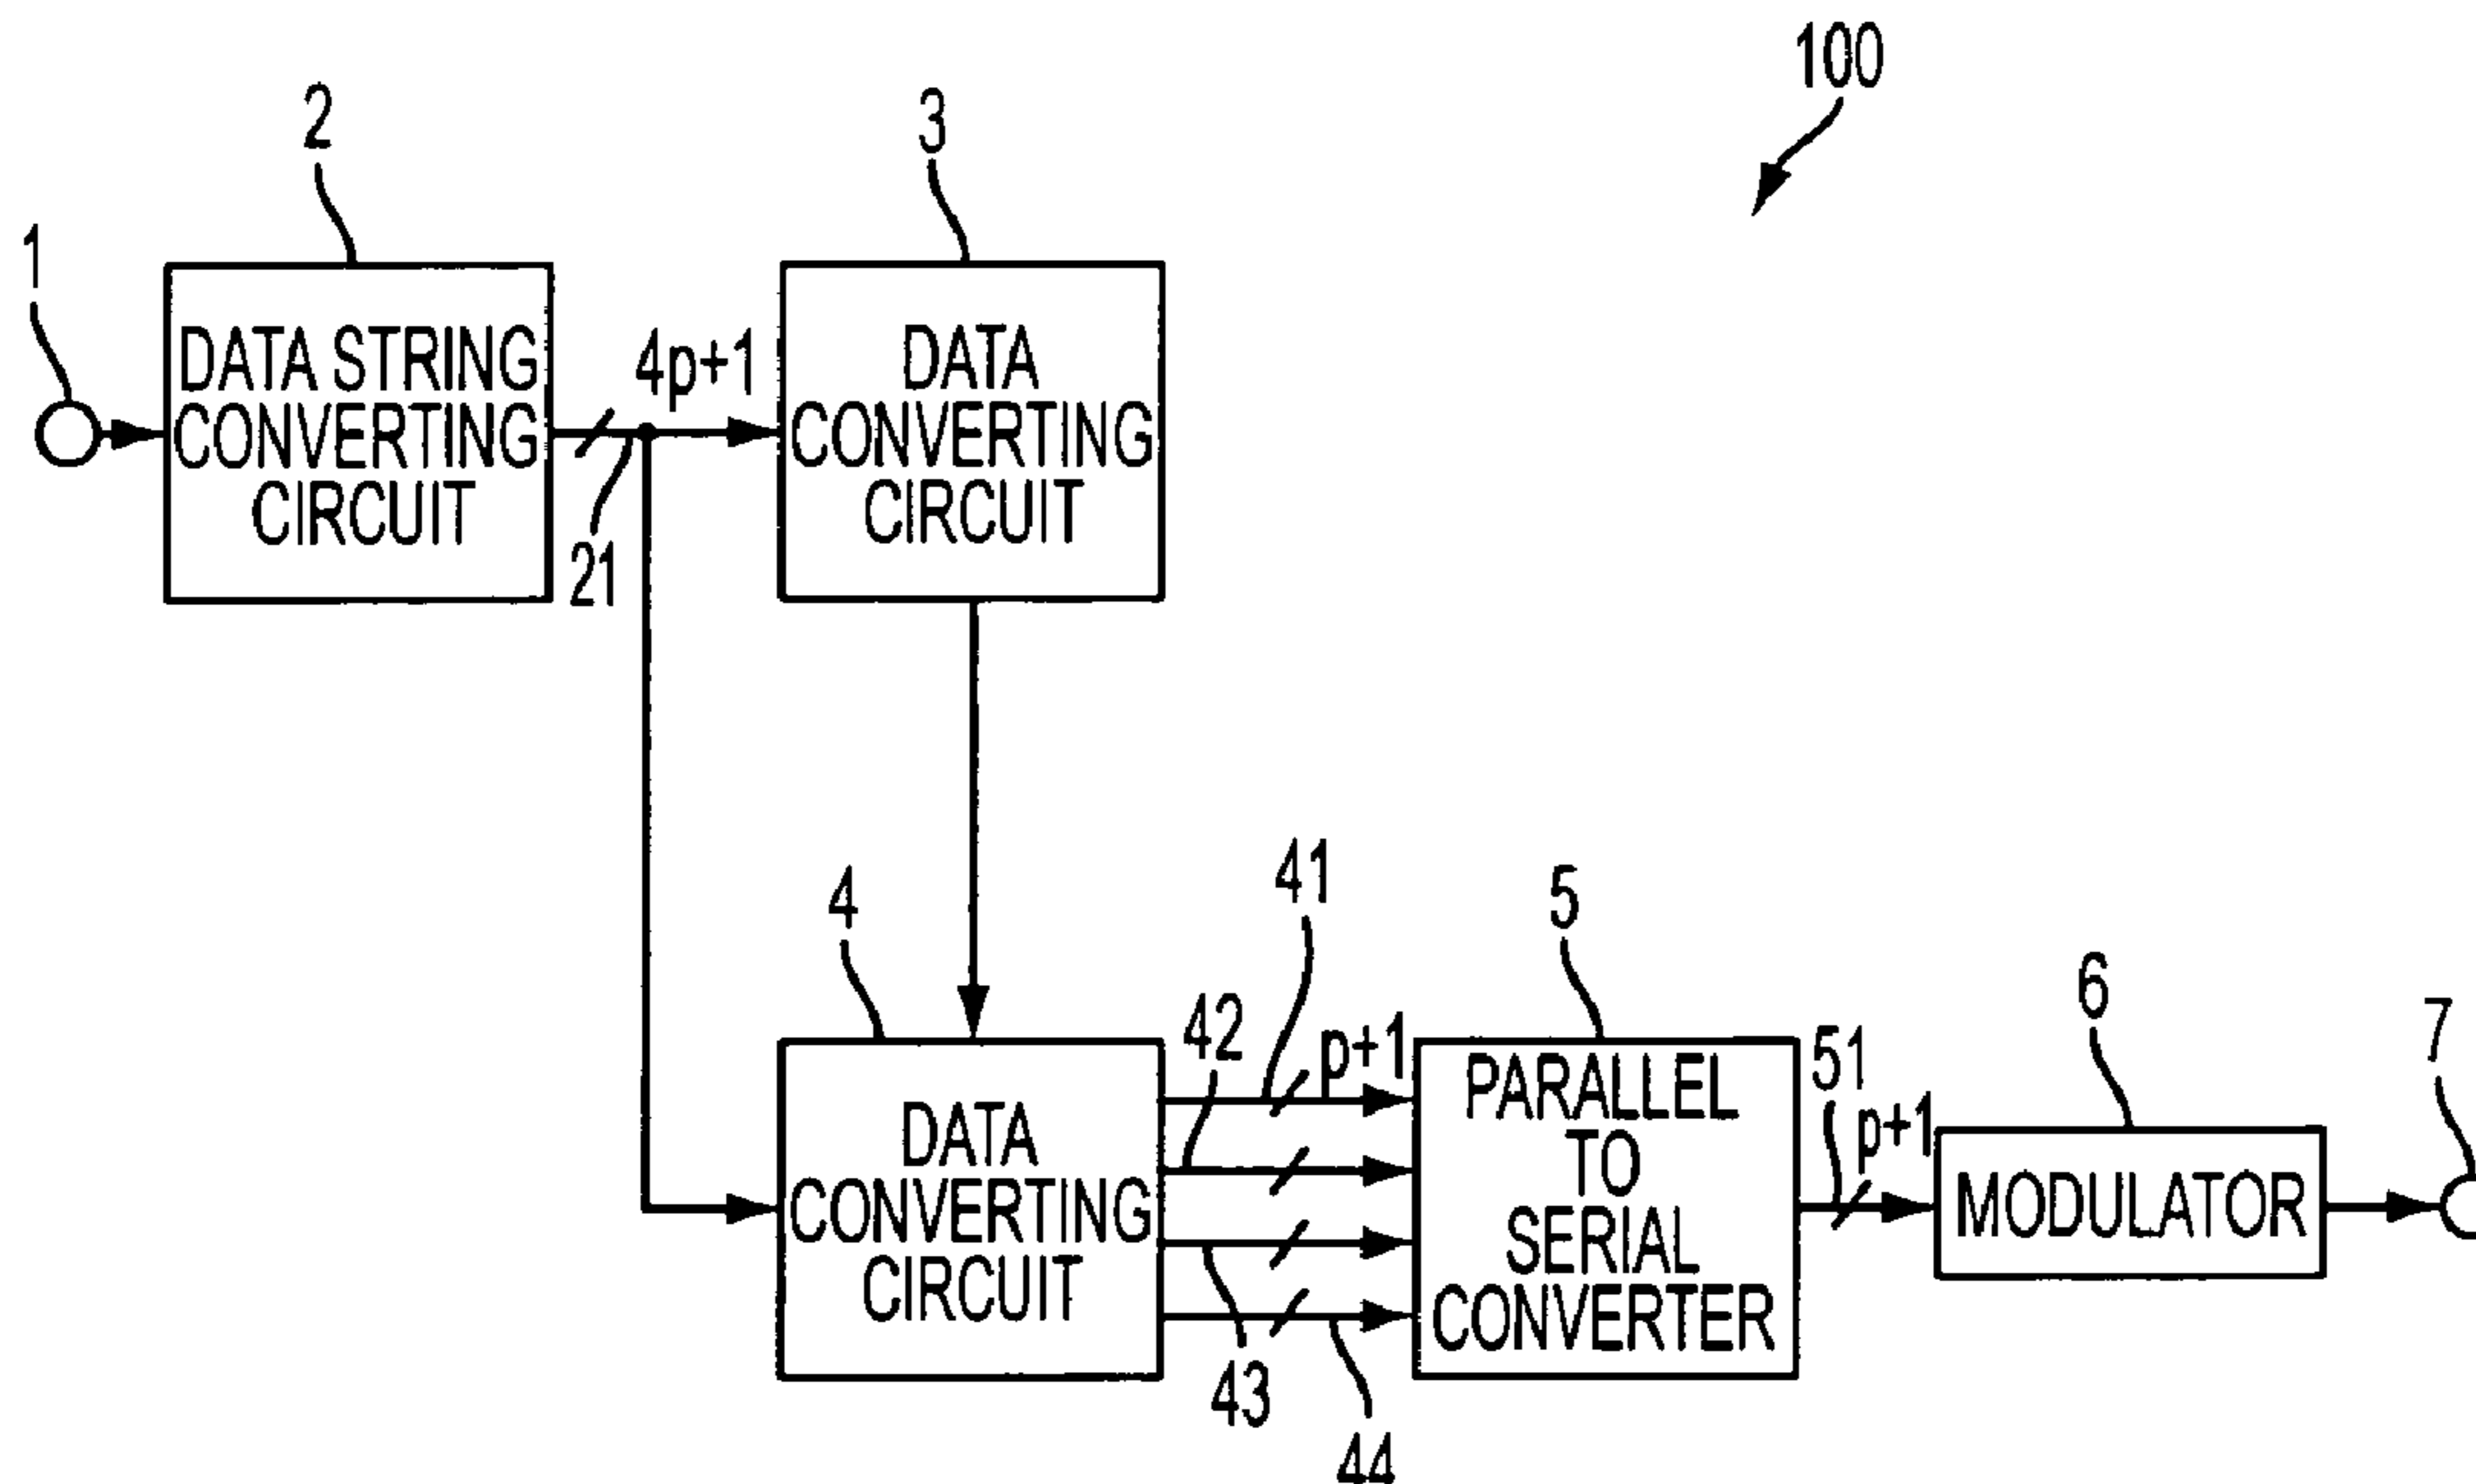 100
2
3
1
DATA STRING
CONVERTING
CIRCUIT
4p+1
21
DATA
CONVERTING
CIRCUIT
4
41
42
p+1
5
6
7
DATA
CONVERTING
CIRCUIT
43
44
PARALLEL
TO
SERIAL
CONVERTER
51
p+1
MODULATOR